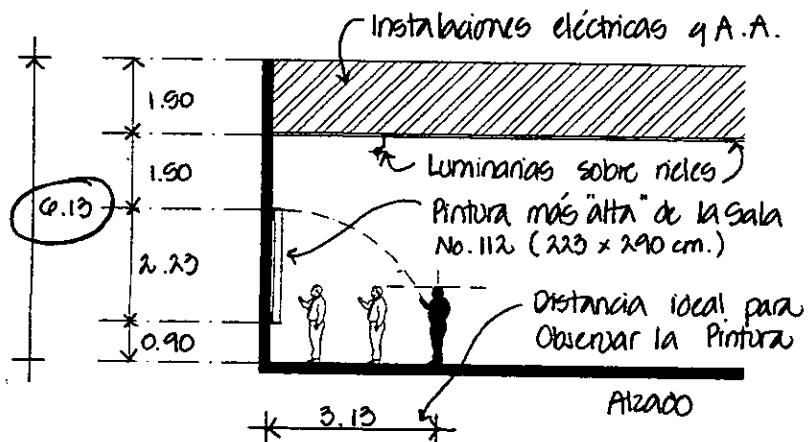 Instalaciones eléctricas y A.A.
1.50
1.50
Luminarias sobre rieles
6.13
Pintura más "alta" de la Sala
No. 112 (223 x 290 cm.)
2.23
Distancia ideal para
Observar la Pintura
0.90
Alzado
3.13